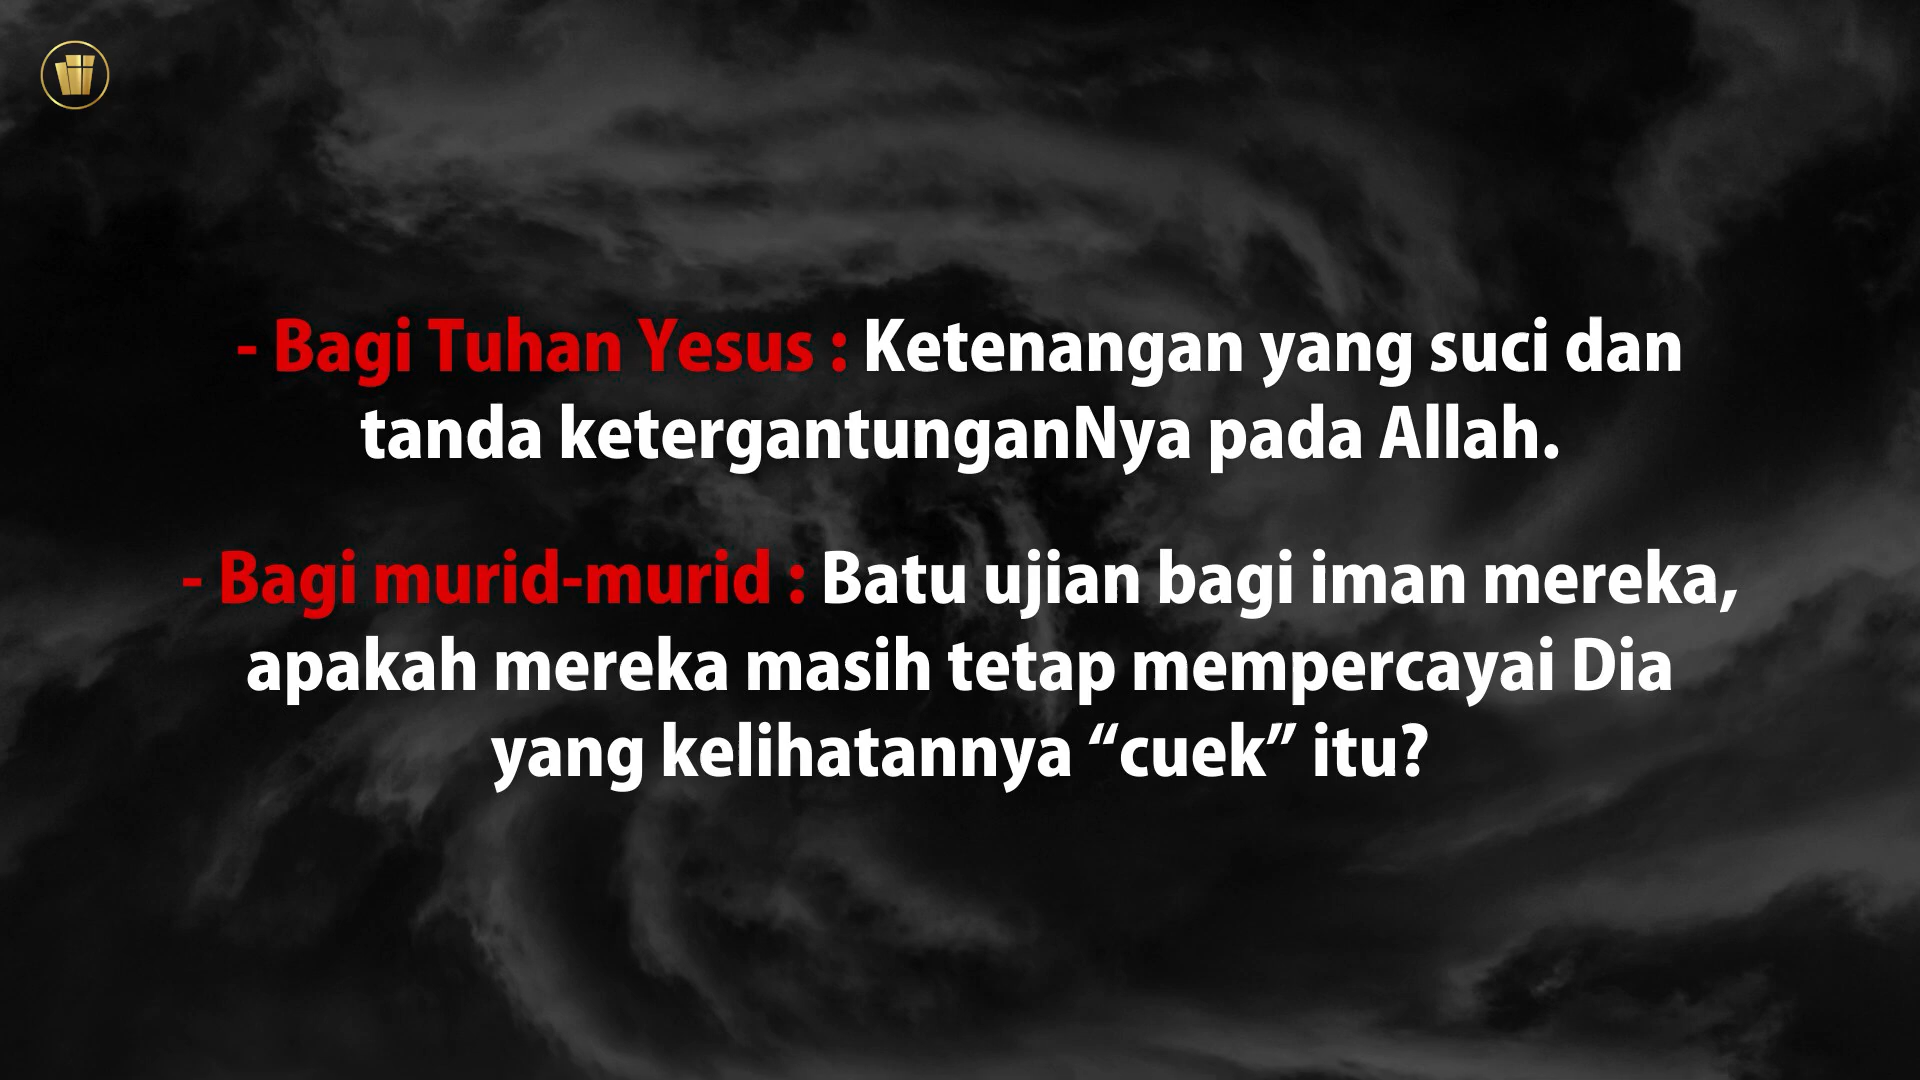 - Bagi Tuhan Yesus : Ketenangan yang suci dan
tanda ketergantunganNya pada Allah.
- Bagi murid-murid : Batu ujian bagi iman mereka,
apakah mereka masih tetap mempercayai Dia
yang kelihatannya “cuek” itu?